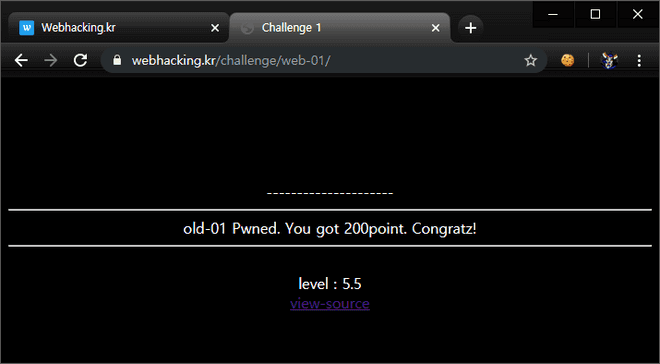 Webhacking.kr
Challenge 1
webhacking.kr/challenge/web-01/
---------------------
old-01 Pwned. You got 200point. Congratz!
level : 5.5
view-source